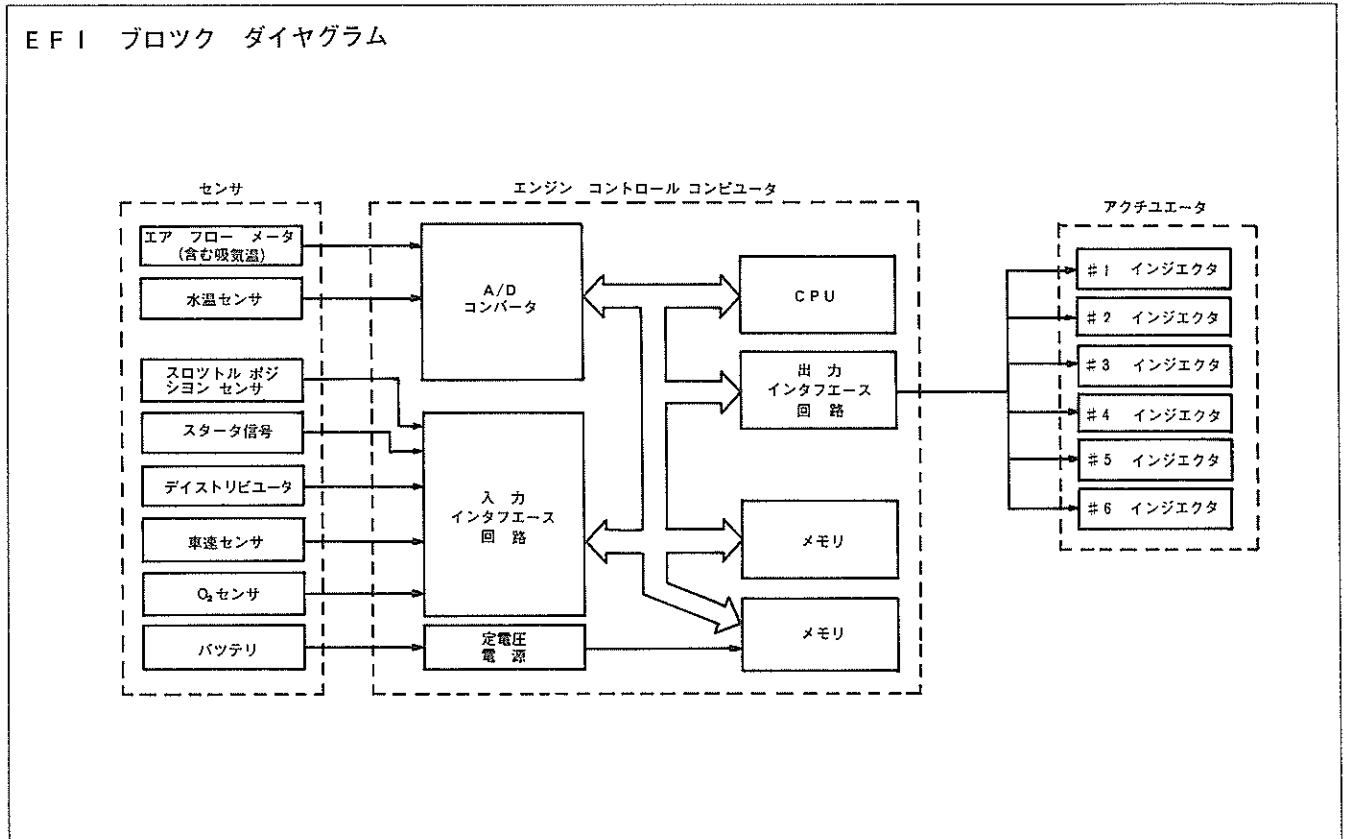 EFI ブロツク ダイヤグラム
センサ
エア フロー メータ
(含む吸気温)
水温センサ
スロツトル ポジ
シヨン センサ
スタータ信号
デイストリビユータ
車速センサ
O₂センサ
バツテリ
エンジン コントロール コンピユータ
A/D
コンバータ
入 力
インタフエース
回 路
定電圧
電 源
CPU
出 力
インタフエース
回 路
メモリ
メモリ
アクチユエータ
#1 インジエクタ
#2 インジエクタ
#3 インジエクタ
#4 インジエクタ
#5 インジエクタ
#6 インジエクタ